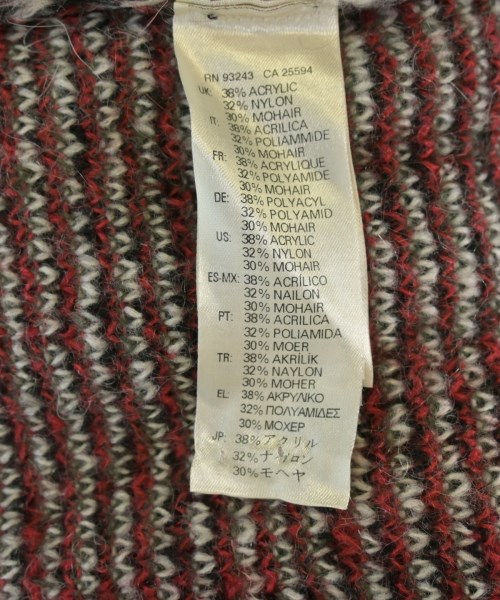 RN 93243 CA 25594
UK: 38% ACRYLIC
32% NYLON
30% MOHAIR
IT: 38% ACRILICA
32% POLIAMMIDE
30% MOHAIR
FR: 38% ACRYLIQUE
32% POLYAMIDE
30% MOHAIR
DE: 38% POLYACYL
32% POLYAMID
30% MOHAIR
US: 38% ACRYLIC
32% NYLON
30% MOHAIR
ES-MX: 38% ACRÍLICO
32% NAILON
30% MOHAIR
PT: 38% ACRILICA
32% POLIAMIDA
30% MOER
TR: 38% AKRİLİK
32% NAYLON
30% MOHER
EL: 38% ΑΚΡΥΛΙΚΟ
32% ΠΟΛΥΑΜΙΔΕΣ
30% ΜΟΧΕΡ
JP: 38% アクリル
32% ナイロン
30% モヘヤ